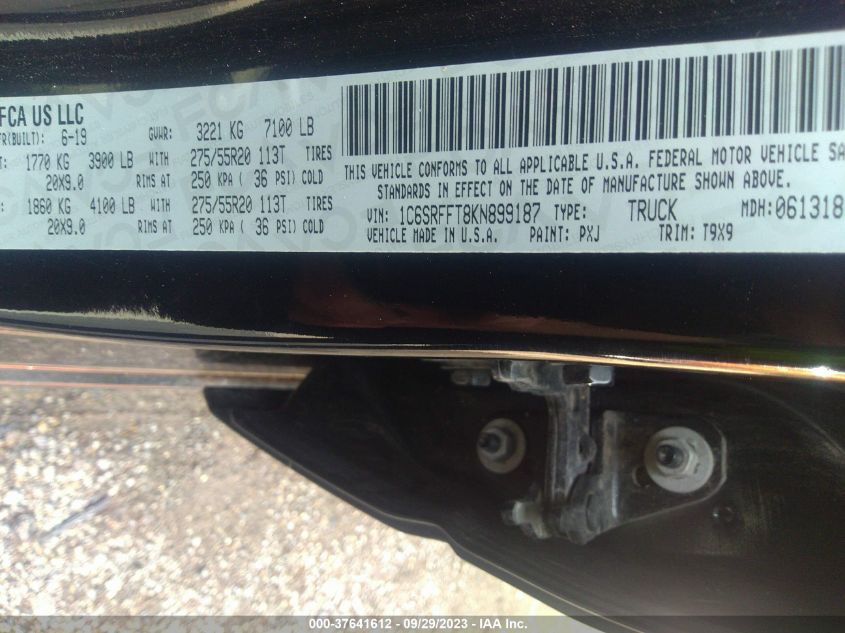 FCA US LLC
FR(BUILT): 6-19 GVWR: 3221 KG 7100 LB
T: 1770 KG 3900 LB WITH 275/55R20 113T TIRES
20X9.0 RIMS AT 250 KPA ( 36 PSI) COLD
: 1860 KG 4100 LB WITH 275/55R20 113T TIRES
20X9.0 RIMS AT 250 KPA ( 36 PSI) COLD
THIS VEHICLE CONFORMS TO ALL APPLICABLE U.S.A. FEDERAL MOTOR VEHICLE SA
STANDARDS IN EFFECT ON THE DATE OF MANUFACTURE SHOWN ABOVE.
VIN: 1C6SRFFT8KN899187 TYPE: TRUCK MDH: 061318
VEHICLE MADE IN U.S.A. PAINT: PXJ TRIM: T9X9
000-37641612 - 09/29/2023 - IAA Inc.